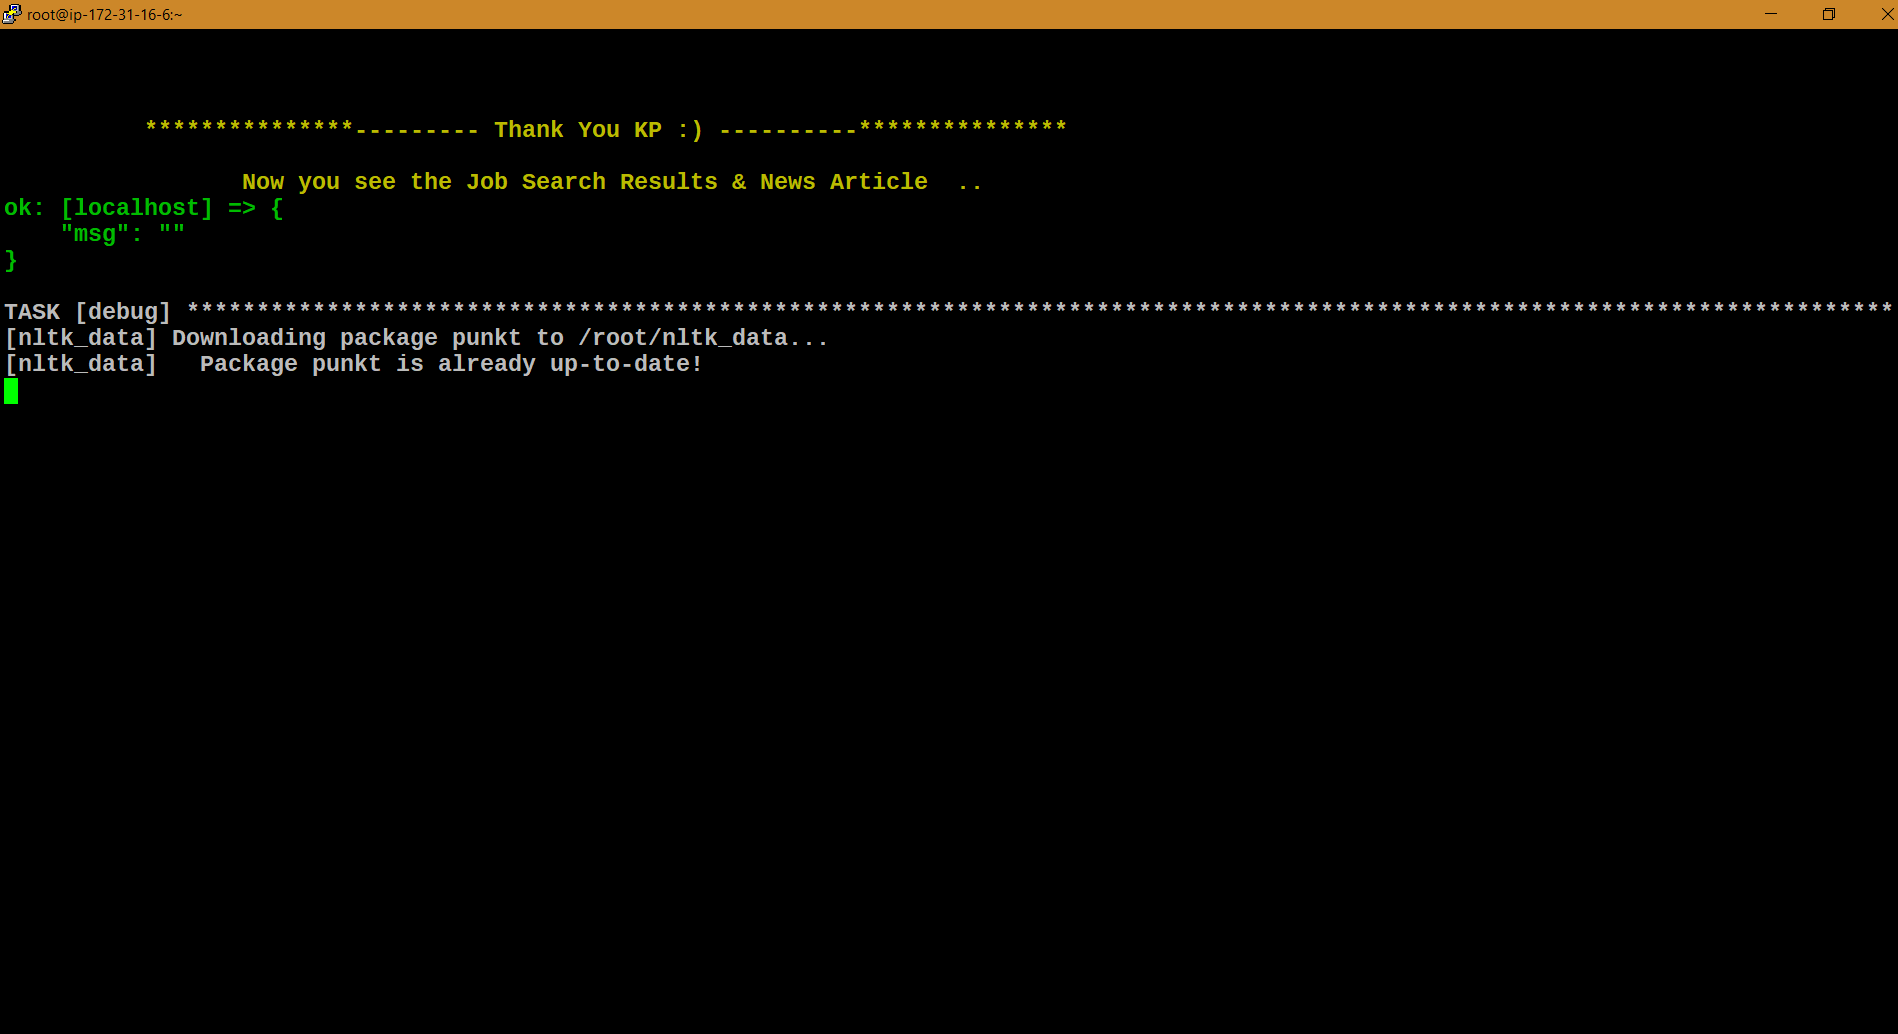 root@ip-172-31-16-6:~
***************--------- Thank You KP :) ----------***************
Now you see the Job Search Results & News Article  ..
ok: [localhost] => {
    "msg": ""
}
TASK [debug] **************************************************************************************************************************
[nltk_data] Downloading package punkt to /root/nltk_data...
[nltk_data]   Package punkt is already up-to-date!